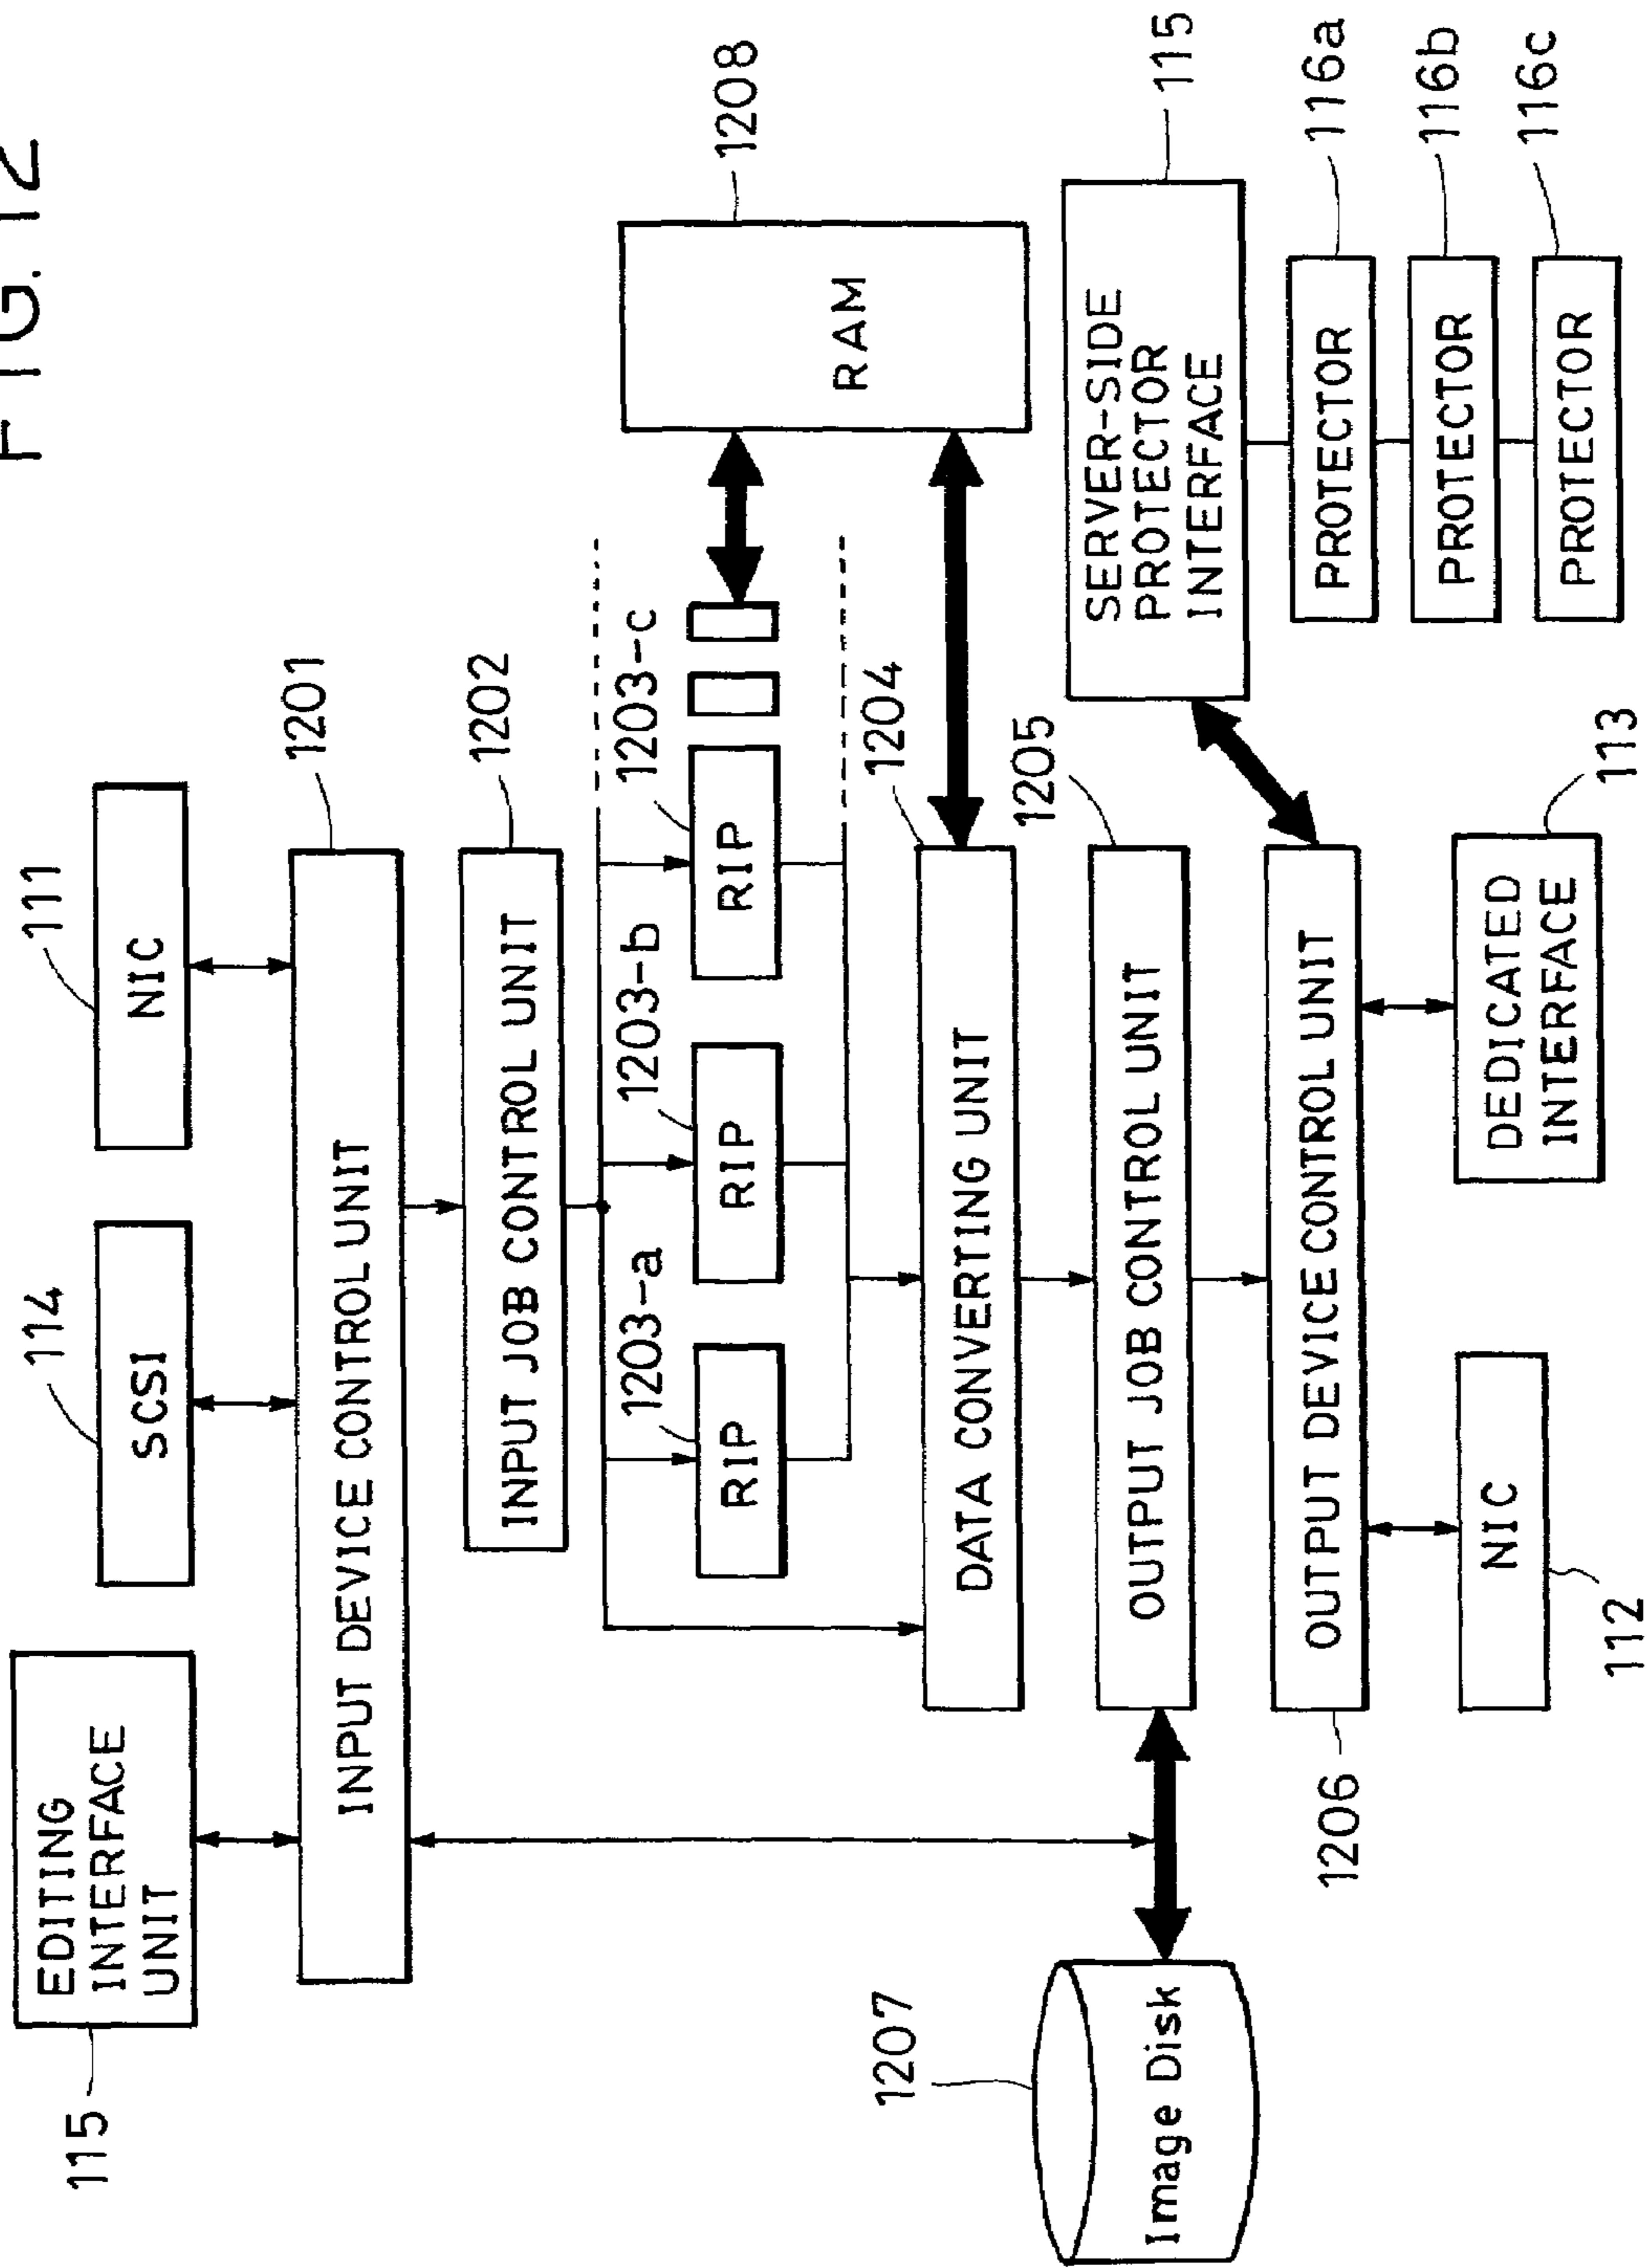 FIG. 12
115
EDITING
INTERFACE
UNIT
114
SCSI
111
NIC
INPUT DEVICE CONTROL UNIT
1201
INPUT JOB CONTROL UNIT
1202
1203-a
RIP
1203-b
RIP
1203-c
RIP
RAM
1208
DATA CONVERTING UNIT
1204
1207
Image Disk
OUTPUT JOB CONTROL UNIT
1205
SERVER-SIDE
PROTECTOR
INTERFACE
115
OUTPUT DEVICE CONTROL UNIT
1206
PROTECTOR
116a
PROTECTOR
116b
PROTECTOR
116c
NIC
112
DEDICATED
INTERFACE
113